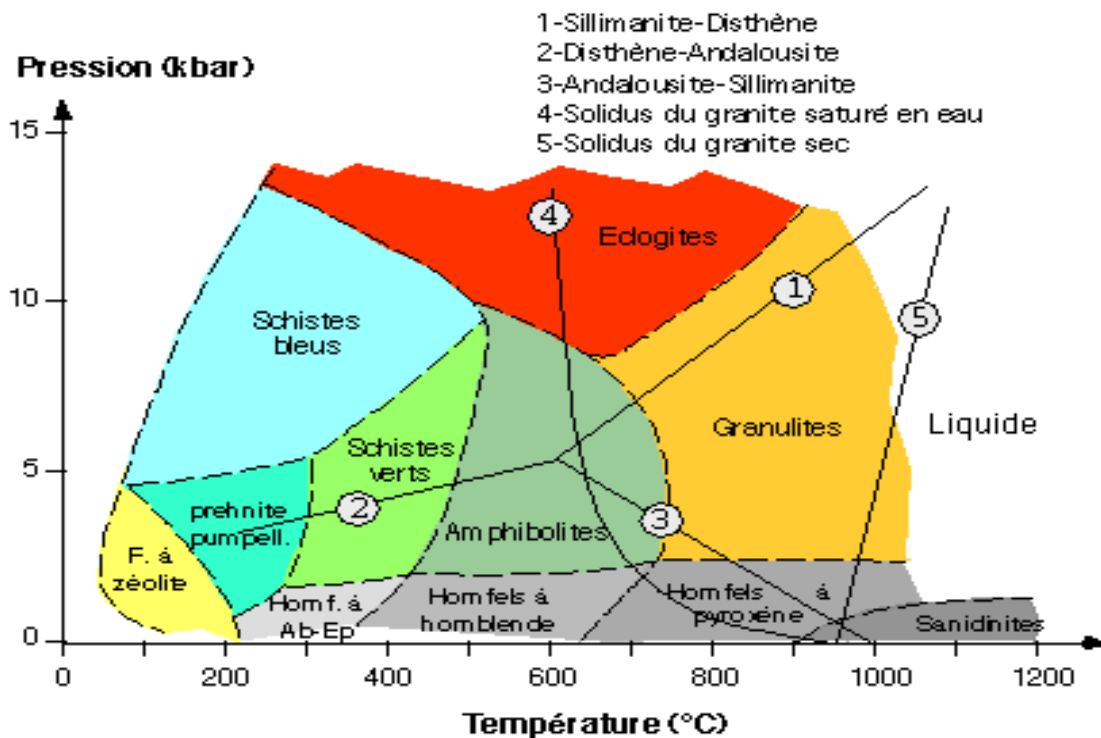 1-Sillimanite-Disthène
2-Disthène-Andalousite
3-Andalousite-Sillimanite
4-Solidus du granite saturé en eau
5-Solidus du granite sec
Pression (kbar)
15
10
5
0
4
Eclogites
1
5
Schistes
bleus
Granulites
Liquide
Schistes
verts
prehnite
pumpell.
2
3
Amphibolites
F. à
zéolite
Hornf. à
Ab-Ep
Hornfels à
hornblende
Hornfels à
pyroxène
Sanidinites
0 200 400 600 800 1000 1200
Température (°C)